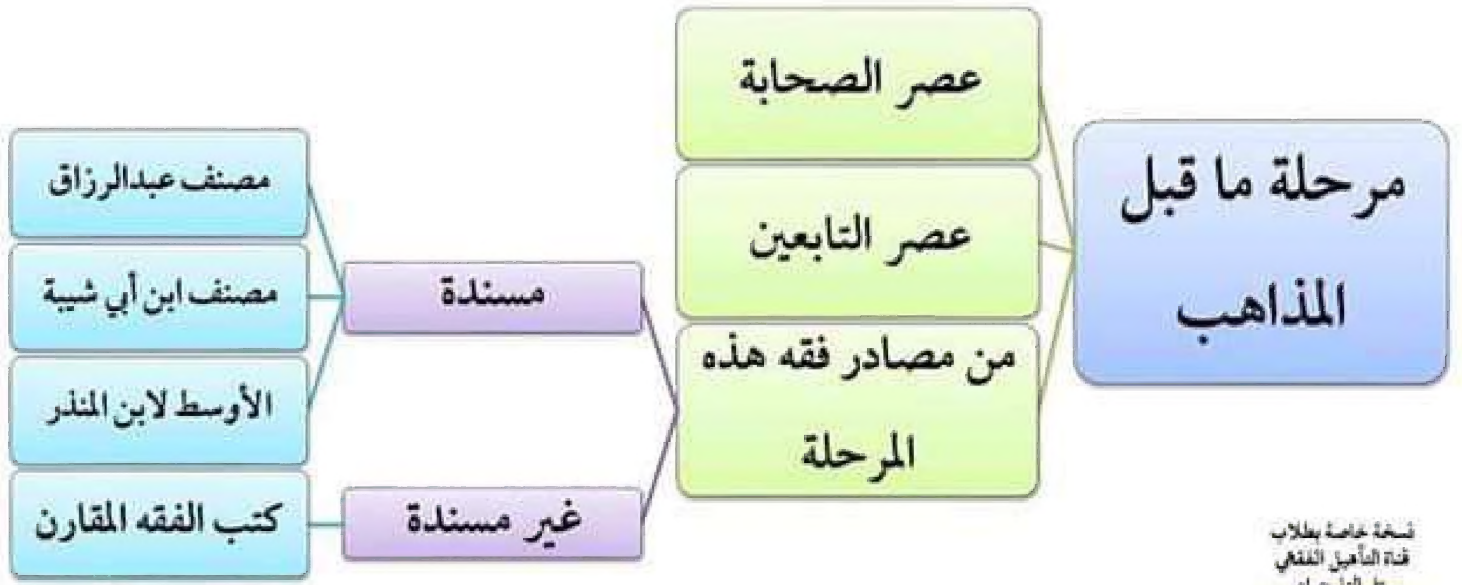 مرحلة ما قبل
المذاهب
عصر الصحابة
عصر التابعين
من مصادر فقه هذه
المرحلة
مسندة
مصنف عبدالرزاق
مصنف ابن أبي شيبة
الأوسط لابن المنذر
غير مسندة
كتب الفقه المقارن
نسخة خاصة بطلاب
قناة التأهيل الفقهي